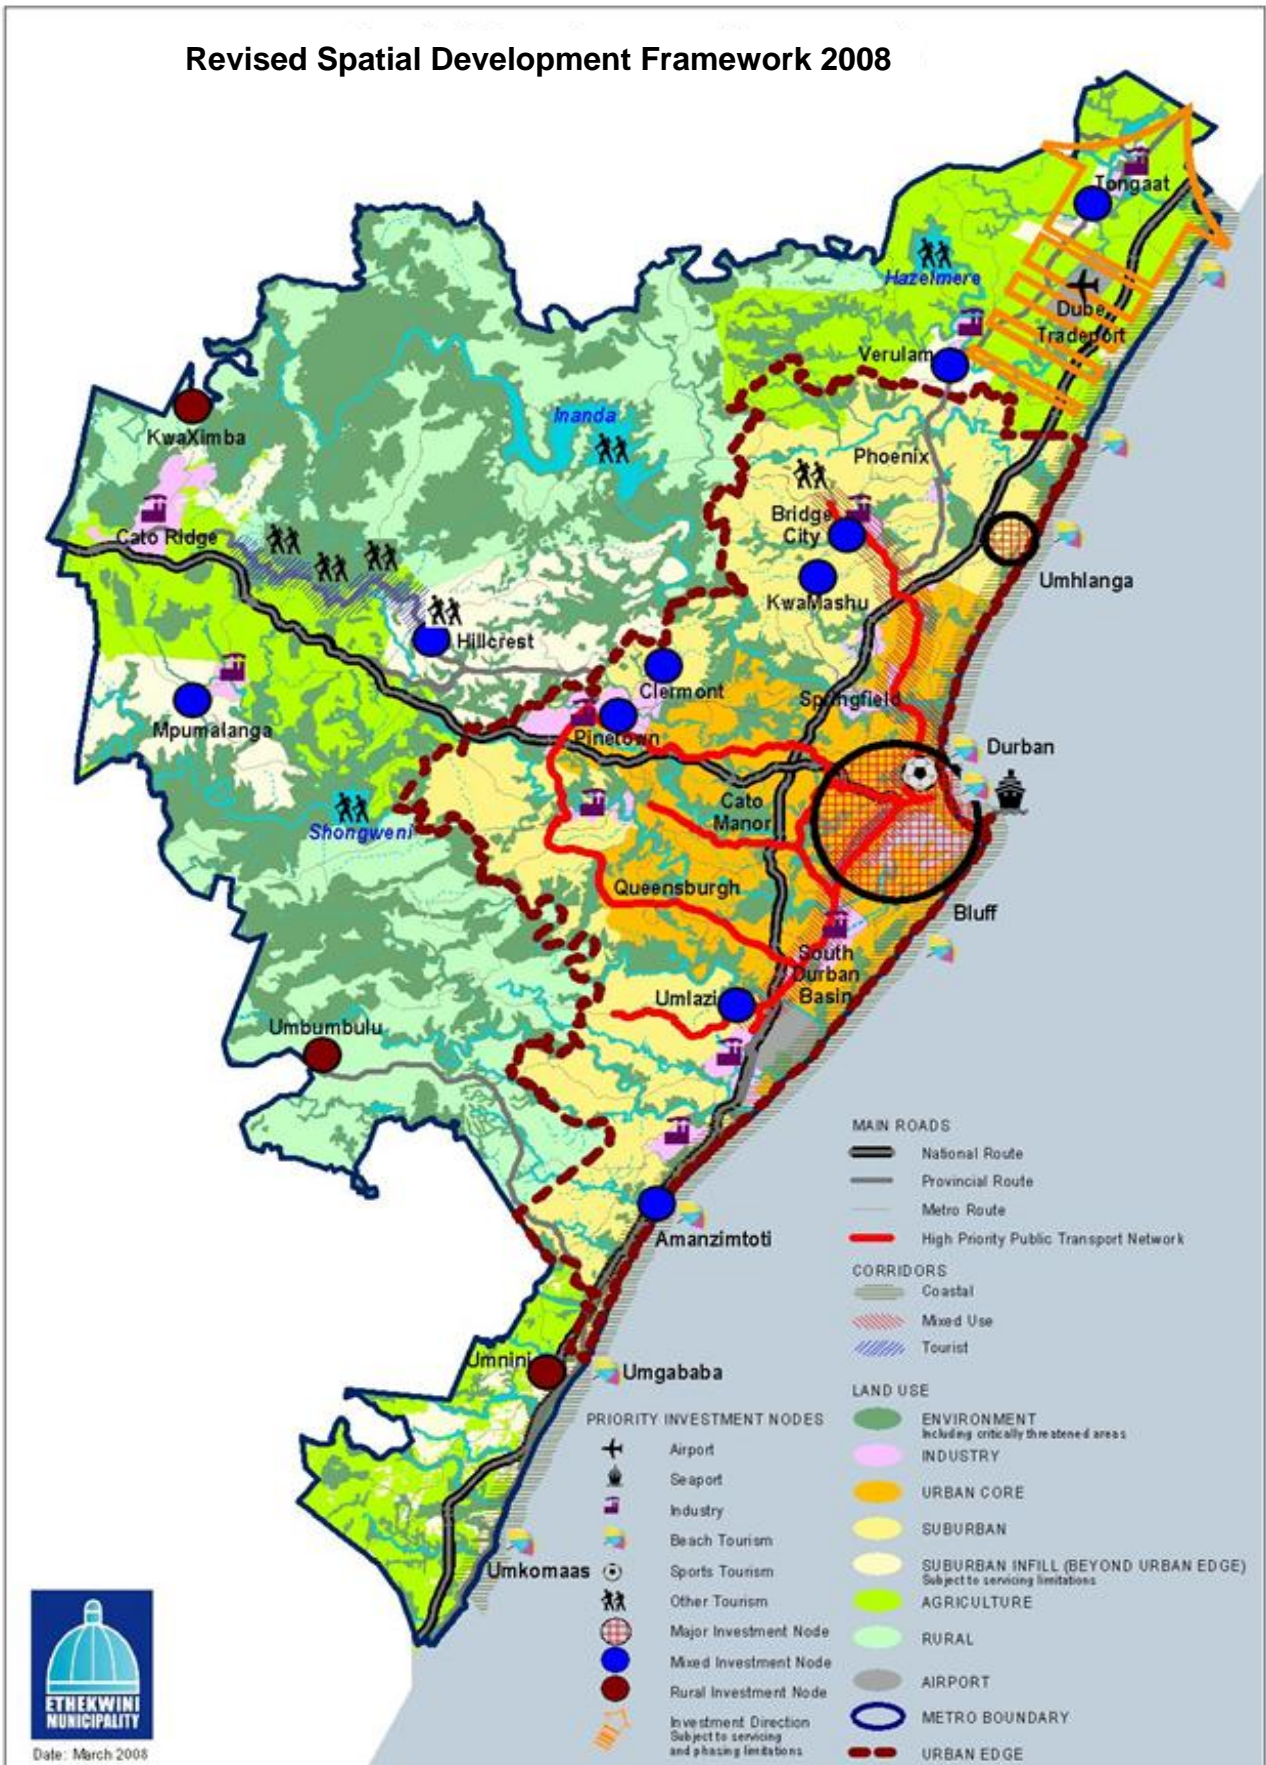 Revised Spatial Development Framework 2008
Tongaat
Hazelmere
Dube
Tradeport
Verulam
Inanda
KwaXimba
Phoenix
Bridge
City
Cato Ridge
Umhlanga
KwaMashu
Hillcrest
Clermont
Springfield
Mpumalanga
Pinetown
Durban
Cato
Manor
Shongweni
Queensburgh
Bluff
South
Durban
Basin
Umlazi
Umbumbulu
Amanzimtoti
Umnini
Umgababa
Umkomaas
MAIN ROADS
National Route
Provincial Route
Metro Route
High Priority Public Transport Network
CORRIDORS
Coastal
Mixed Use
Tourist
LAND USE
ENVIRONMENT
Including critically threatened areas
INDUSTRY
URBAN CORE
SUBURBAN
SUBURBAN INFILL (BEYOND URBAN EDGE)
Subject to servicing limitations
AGRICULTURE
RURAL
AIRPORT
METRO BOUNDARY
URBAN EDGE
PRIORITY INVESTMENT NODES
Airport
Seaport
Industry
Beach Tourism
Sports Tourism
Other Tourism
Major Investment Node
Mixed Investment Node
Rural Investment Node
Investment Direction
Subject to servicing
and phasing limitations
ETHEKWINI
MUNICIPALITY
Date: March 2008